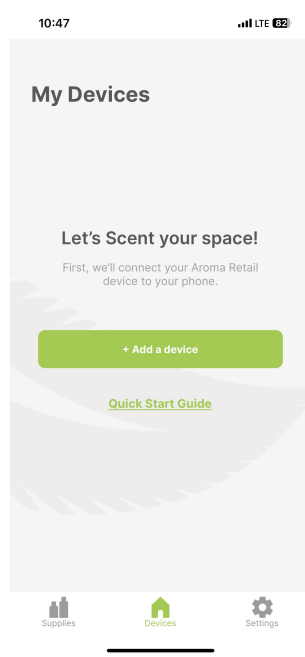 10:47
LTE 82
My Devices
Let's Scent your space!
First, we'll connect your Aroma Retail
device to your phone.
+ Add a device
Quick Start Guide
Supplies
Devices
Settings